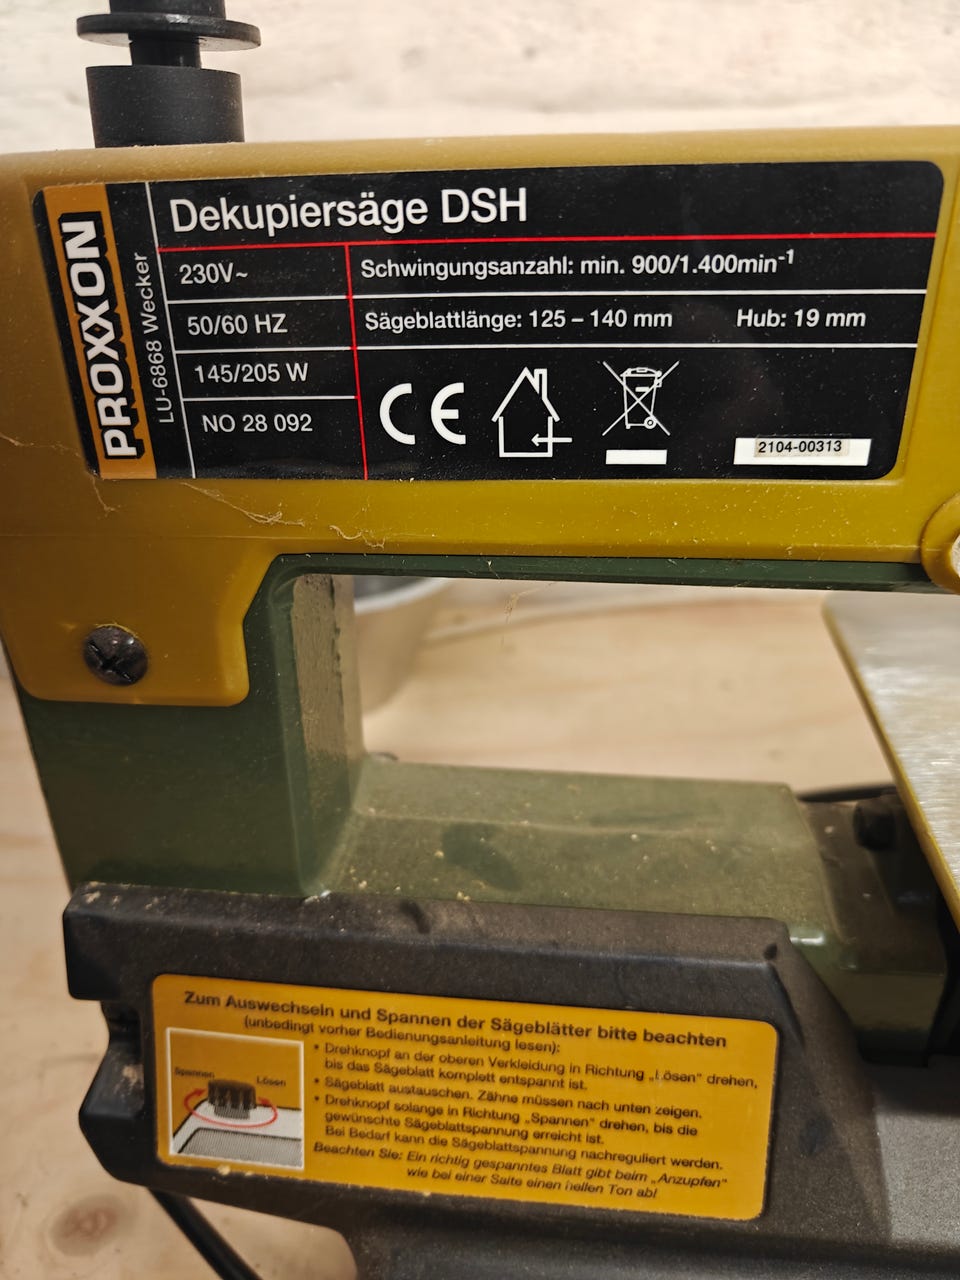 PROXXON
LU-6868 Wecker
Dekupiersäge DSH
230V~
Schwingungsanzahl: min. 900/1.400min-1
50/60 HZ
Sägeblattlänge: 125 – 140 mm
Hub: 19 mm
145/205 W
NO 28 092
CE
2104-00313
Zum Auswechseln und Spannen der Sägeblätter bitte beachten
(unbedingt vorher Bedienungsanleitung lesen):
Spannen
Lösen
• Drehknopf an der oberen Verkleidung in Richtung „Lösen" drehen,
bis das Sägeblatt komplett entspannt ist.
• Sägeblatt austauschen. Zähne müssen nach unten zeigen.
• Drehknopf solange in Richtung „Spannen" drehen, bis die
gewünschte Sägeblattspannung erreicht ist.
Bei Bedarf kann die Sägeblattspannung nachreguliert werden.
Beachten Sie: Ein richtig gespanntes Blatt gibt beim „Anzupfen"
wie bei einer Saite einen hellen Ton ab!